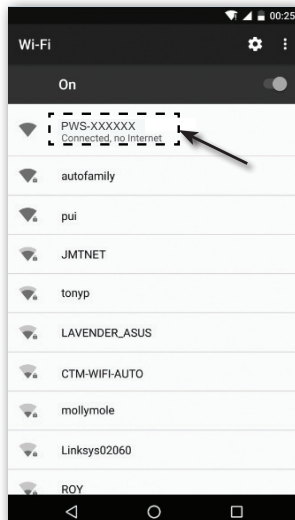 00:25
Wi-Fi
On
PWS-XXXXXX
Connected, no Internet
autofamily
pui
JMTNET
tonyp
LAVENDER_ASUS
CTM-WIFI-AUTO
mollymole
Linksys02060
ROY